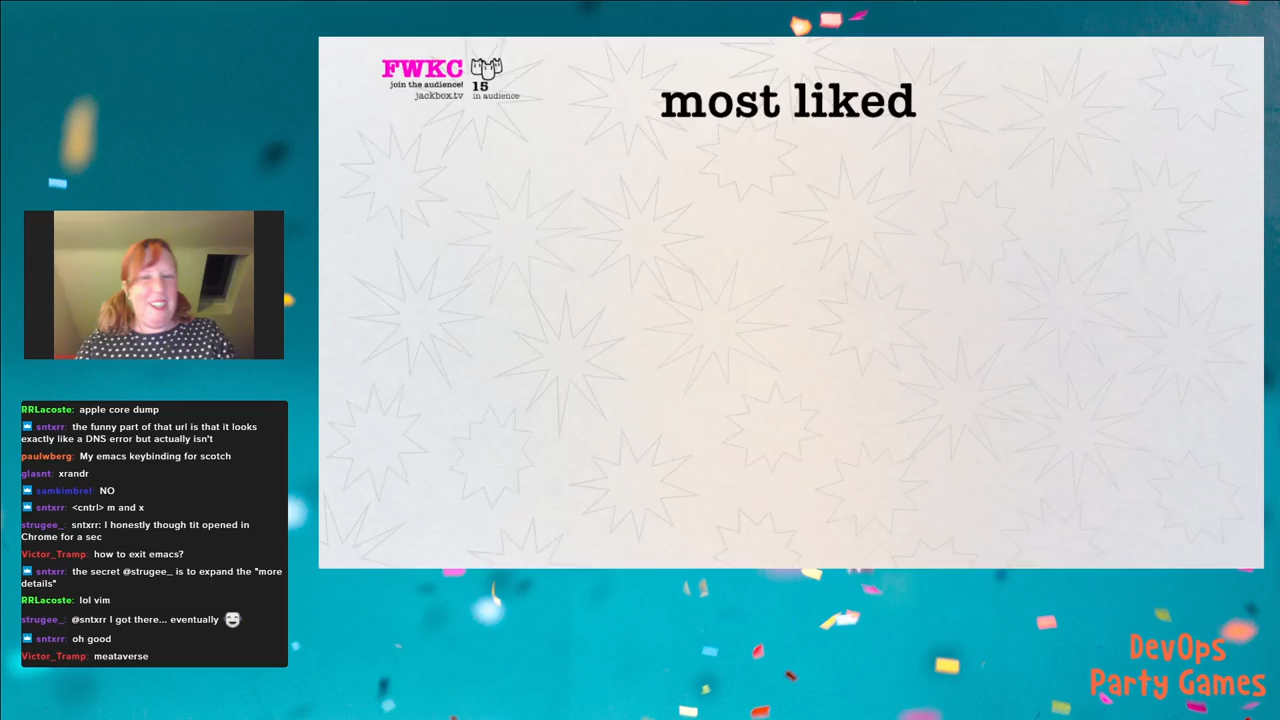 FWKC
join the audience!
jackbox.tv
15
in audience
most liked
RRLacoste: apple core dump
sntxrr: the funny part of that url is that it looks
exactly like a DNS error but actually isn't
paulwberg: My emacs keybinding for scotch
glasnt: xrandr
samkimbrel: NO
sntxrr: <cntrl> m and x
strugee_: sntxrr: I honestly though tit opened in
Chrome for a sec
Victor_Tramp: how to exit emacs?
sntxrr: the secret @strugee_ is to expand the "more
details"
RRLacoste: lol vim
strugee_: @sntxrr I got there... eventually
sntxrr: oh good
Victor_Tramp: meataverse
DevOps
Party Games